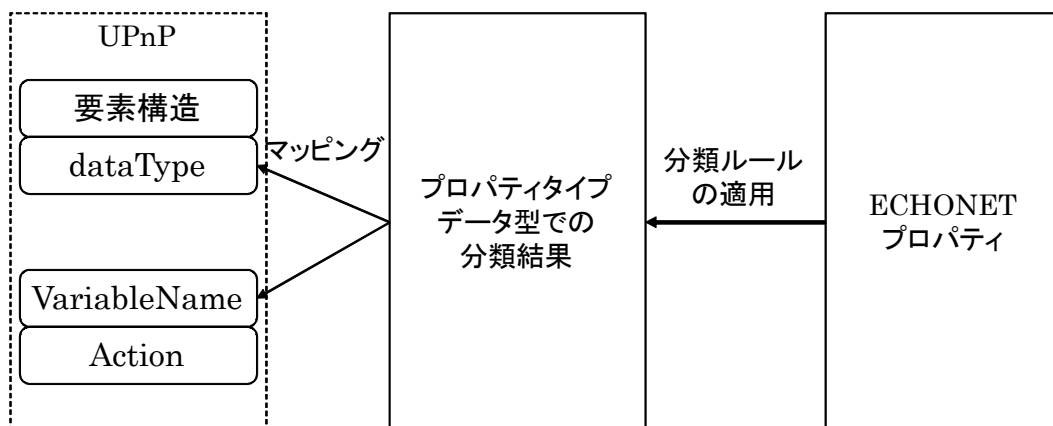 UPnP
要素構造
dataType
VariableName
Action
マッピング
プロパティタイプ
データ型での
分類結果
分類ルール
の適用
ECHONET
プロパティ